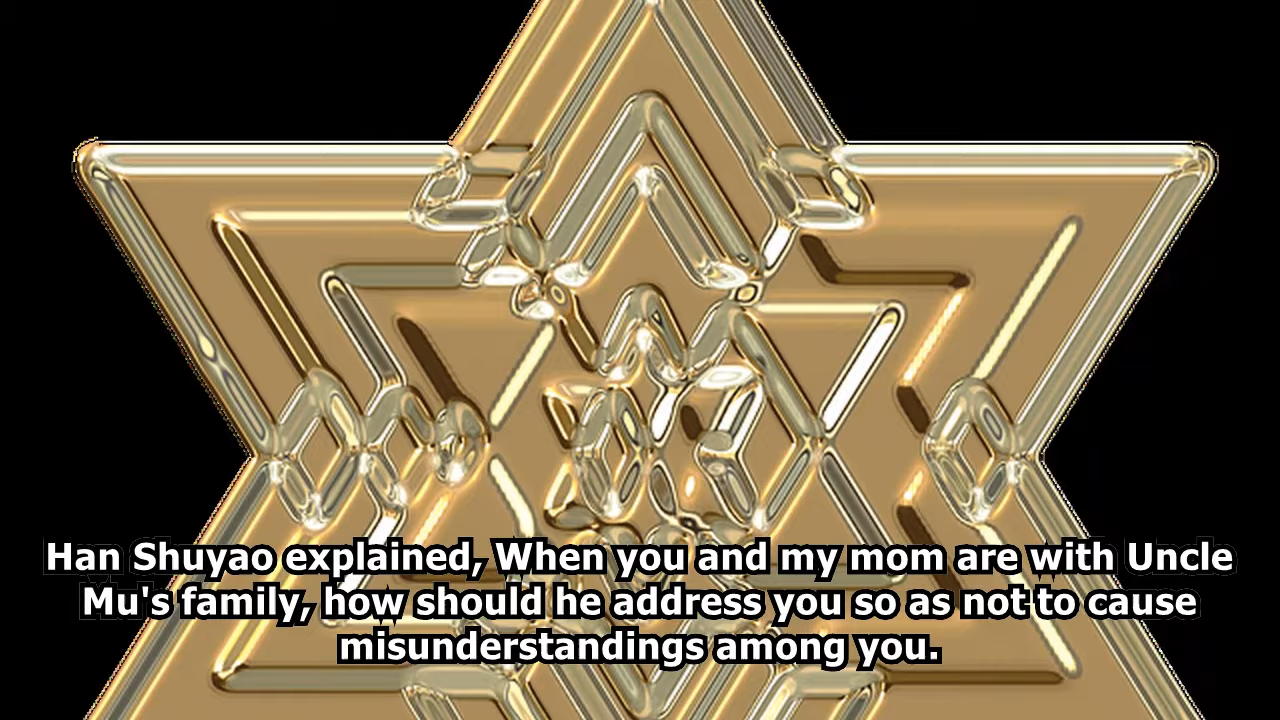 Han Shuyao explained, When you and my mom are with Uncle
Mu's family, how should he address you so as not to cause
misunderstandings among you.